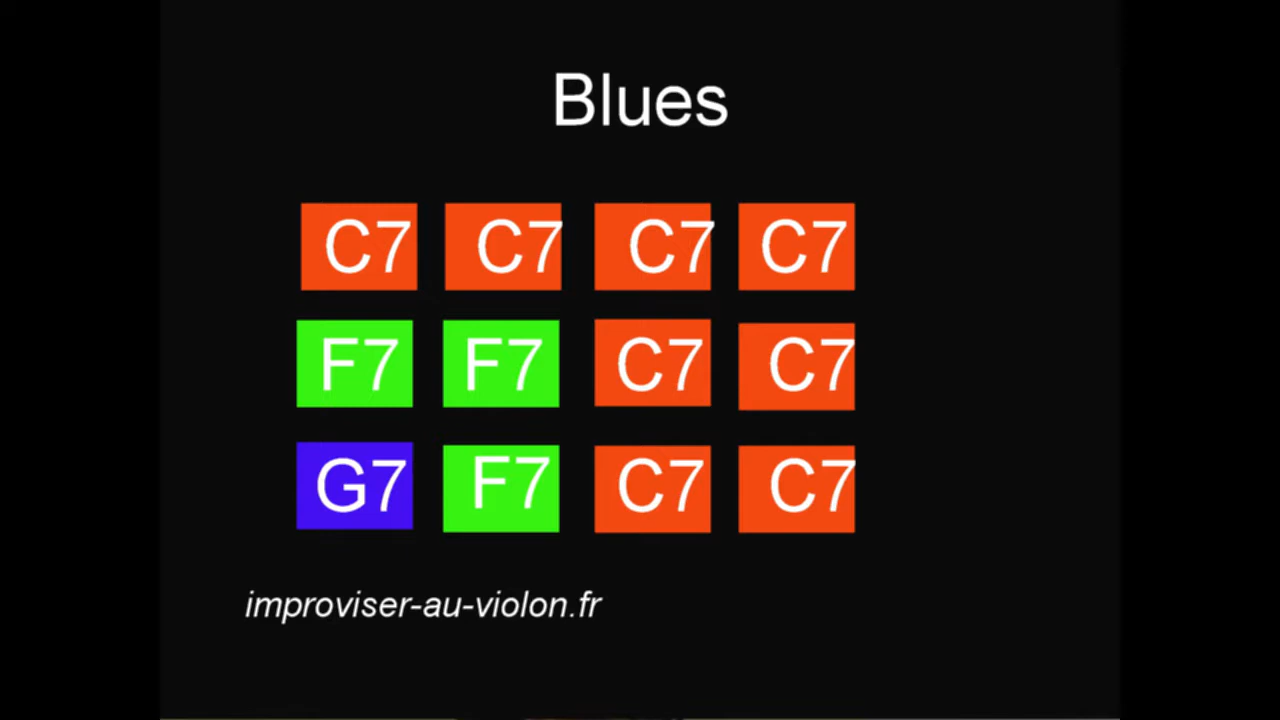 Blues
C7 C7 C7 C7
F7 F7 C7 C7
G7 F7 C7 C7
improviser-au-violon.fr